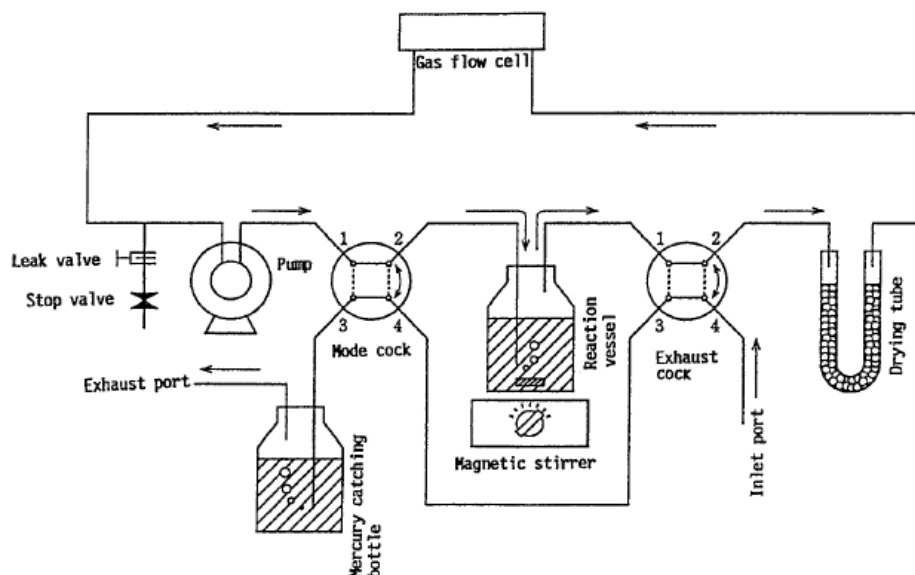 Gas flow cell
1
2
1
2
Leak valve
Pump
Stop valve
3
4
Mode cock
Reaction
vessel
3
4
Exhaust
cock
Drying tube
Exhaust port
Inlet port
Magnetic stirrer
Mercury catching
bottle